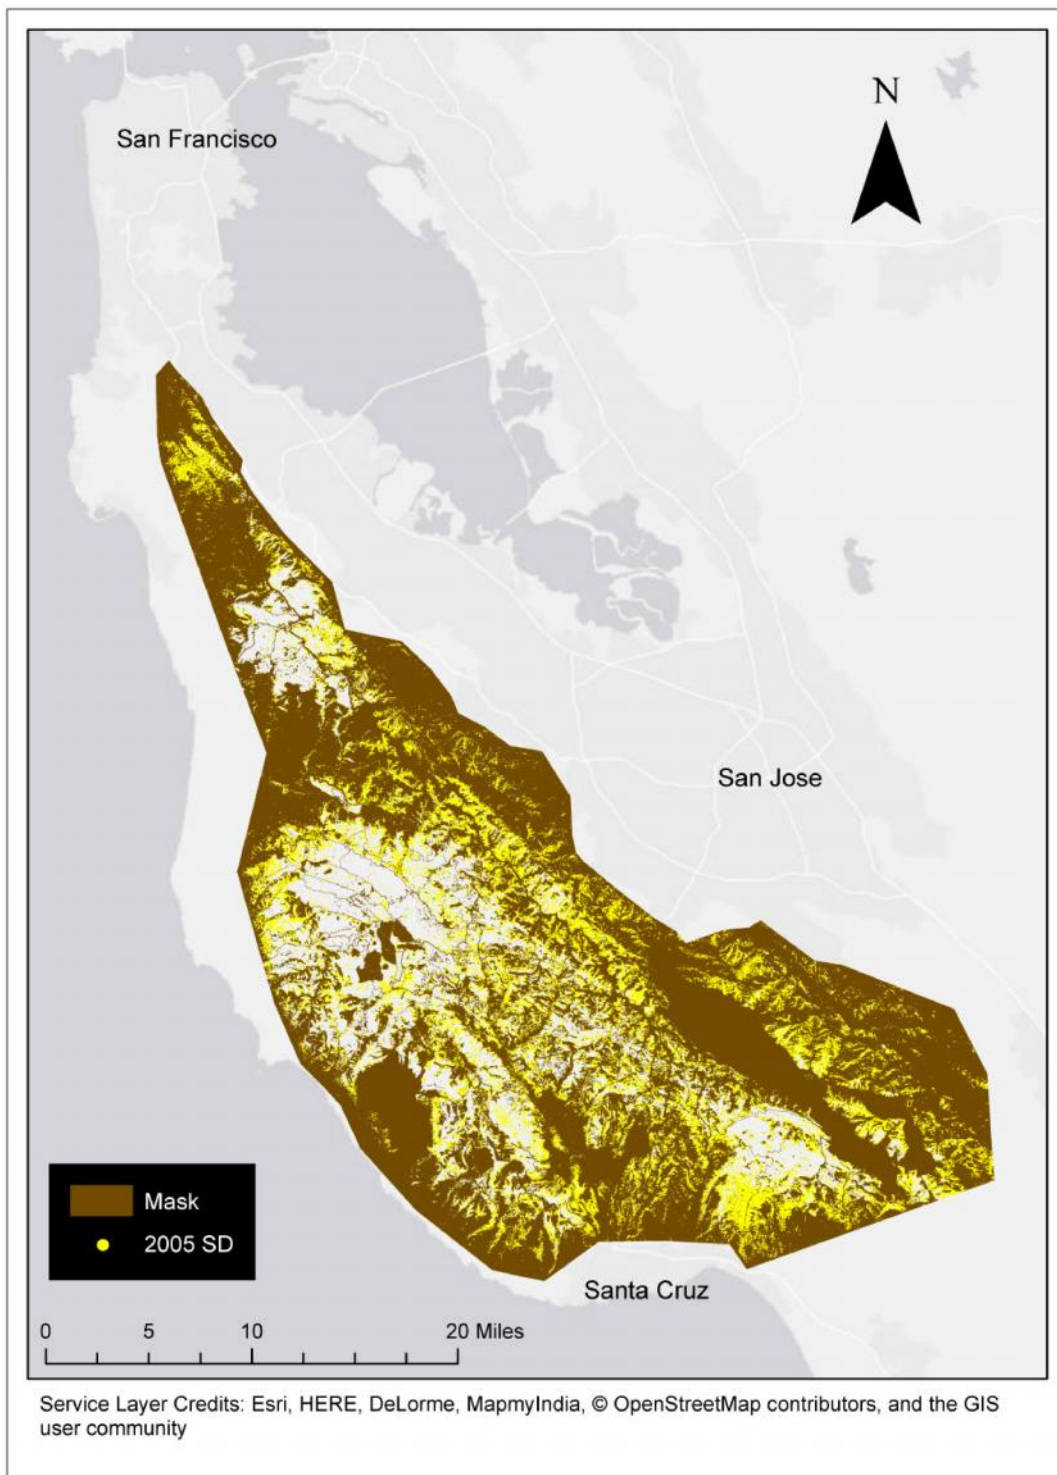 San Francisco
N
San Jose
Mask
2005 SD
Santa Cruz
0 5 10 20 Miles
Service Layer Credits: Esri, HERE, DeLorme, MapmyIndia, © OpenStreetMap contributors, and the GIS
user community